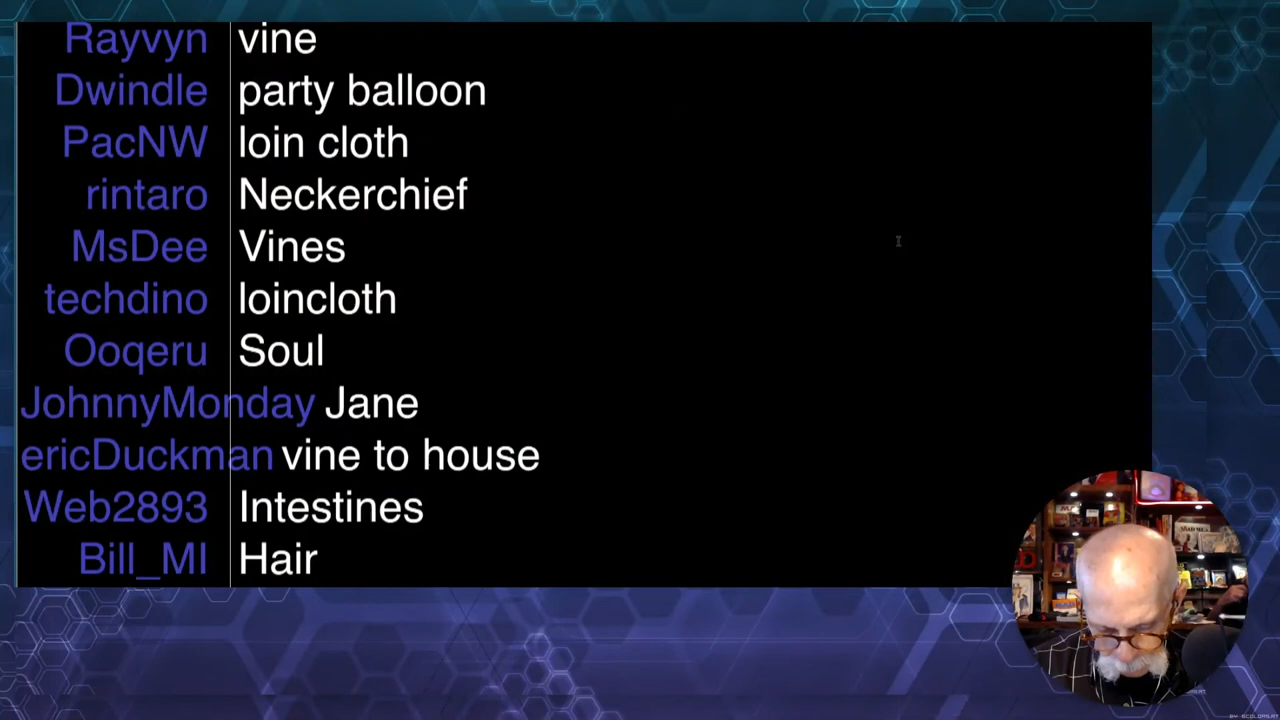 Rayvyn vine
Dwindle party balloon
PacNW loin cloth
rintaro Neckerchief
MsDee Vines
techdino loincloth
Ooqeru Soul
JohnnyMonday Jane
ericDuckman vine to house
Web2893 Intestines
Bill_MI Hair